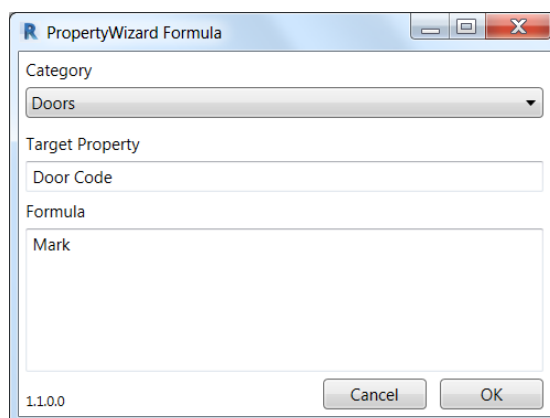 R PropertyWizard Formula
Category
Doors
Target Property
Door Code
Formula
Mark
1.1.0.0
Cancel
OK